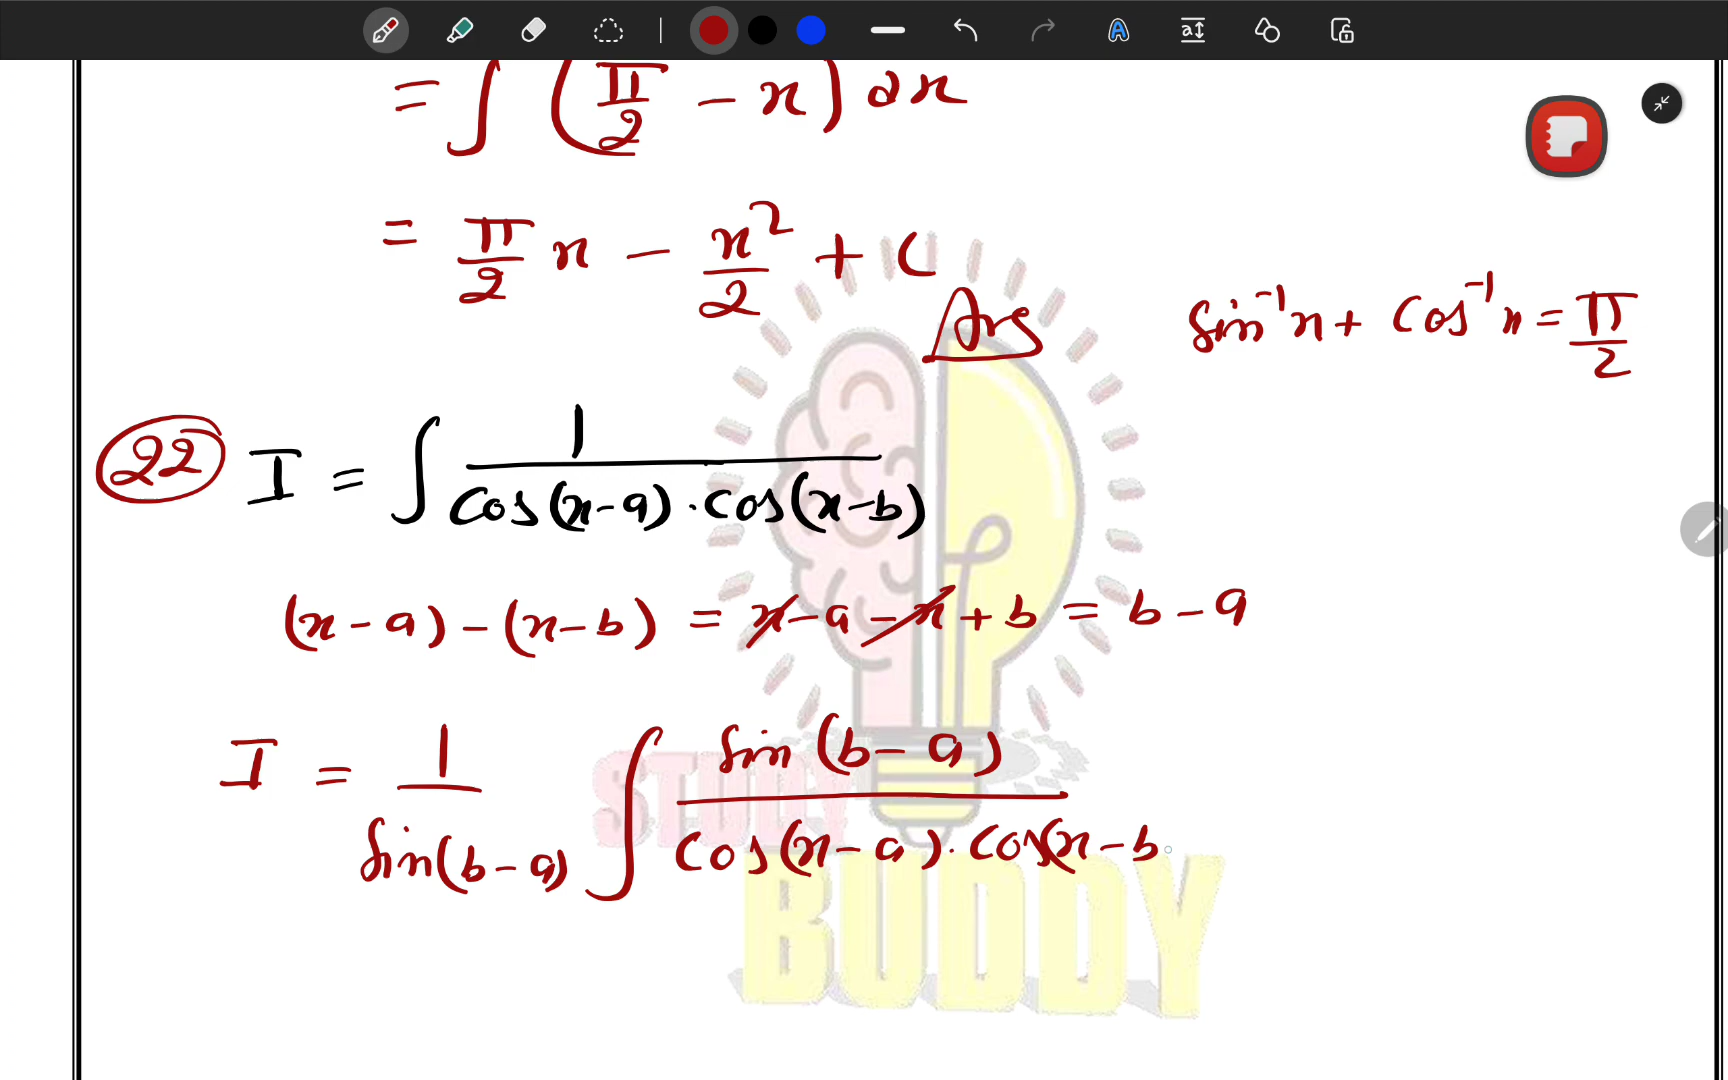 = ∫ (π/2 - x) dx
= π/2 x - x²/2 + C
Ans
sin⁻¹x + cos⁻¹x = π/2
22 I = ∫ 1/(cos(x-a)·cos(x-b))
(x-a)-(x-b) = x-a-x+b = b-a
I = 1/sin(b-a) ∫ sin(b-a)/(cos(x-a)·cos(x-b
STUDY
BUDDY